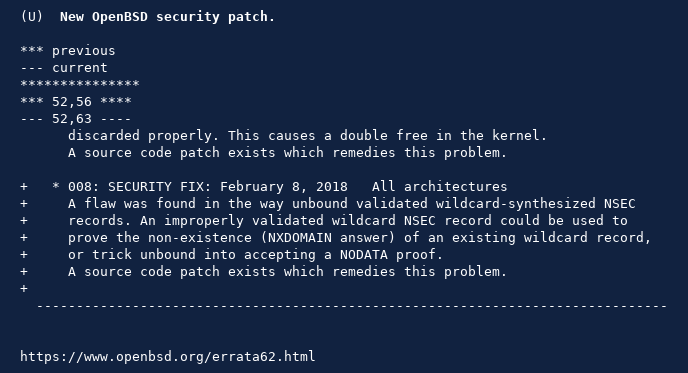 (U)  New OpenBSD security patch.
*** previous
--- current
***************
*** 52,56 ****
--- 52,63 ----
      discarded properly. This causes a double free in the kernel.
      A source code patch exists which remedies this problem.
+   * 008: SECURITY FIX: February 8, 2018   All architectures
+     A flaw was found in the way unbound validated wildcard-synthesized NSEC
+     records. An improperly validated wildcard NSEC record could be used to
+     prove the non-existence (NXDOMAIN answer) of an existing wildcard record,
+     or trick unbound into accepting a NODATA proof.
+     A source code patch exists which remedies this problem.
+
  -------------------------------------------------------------------------------
https://www.openbsd.org/errata62.html